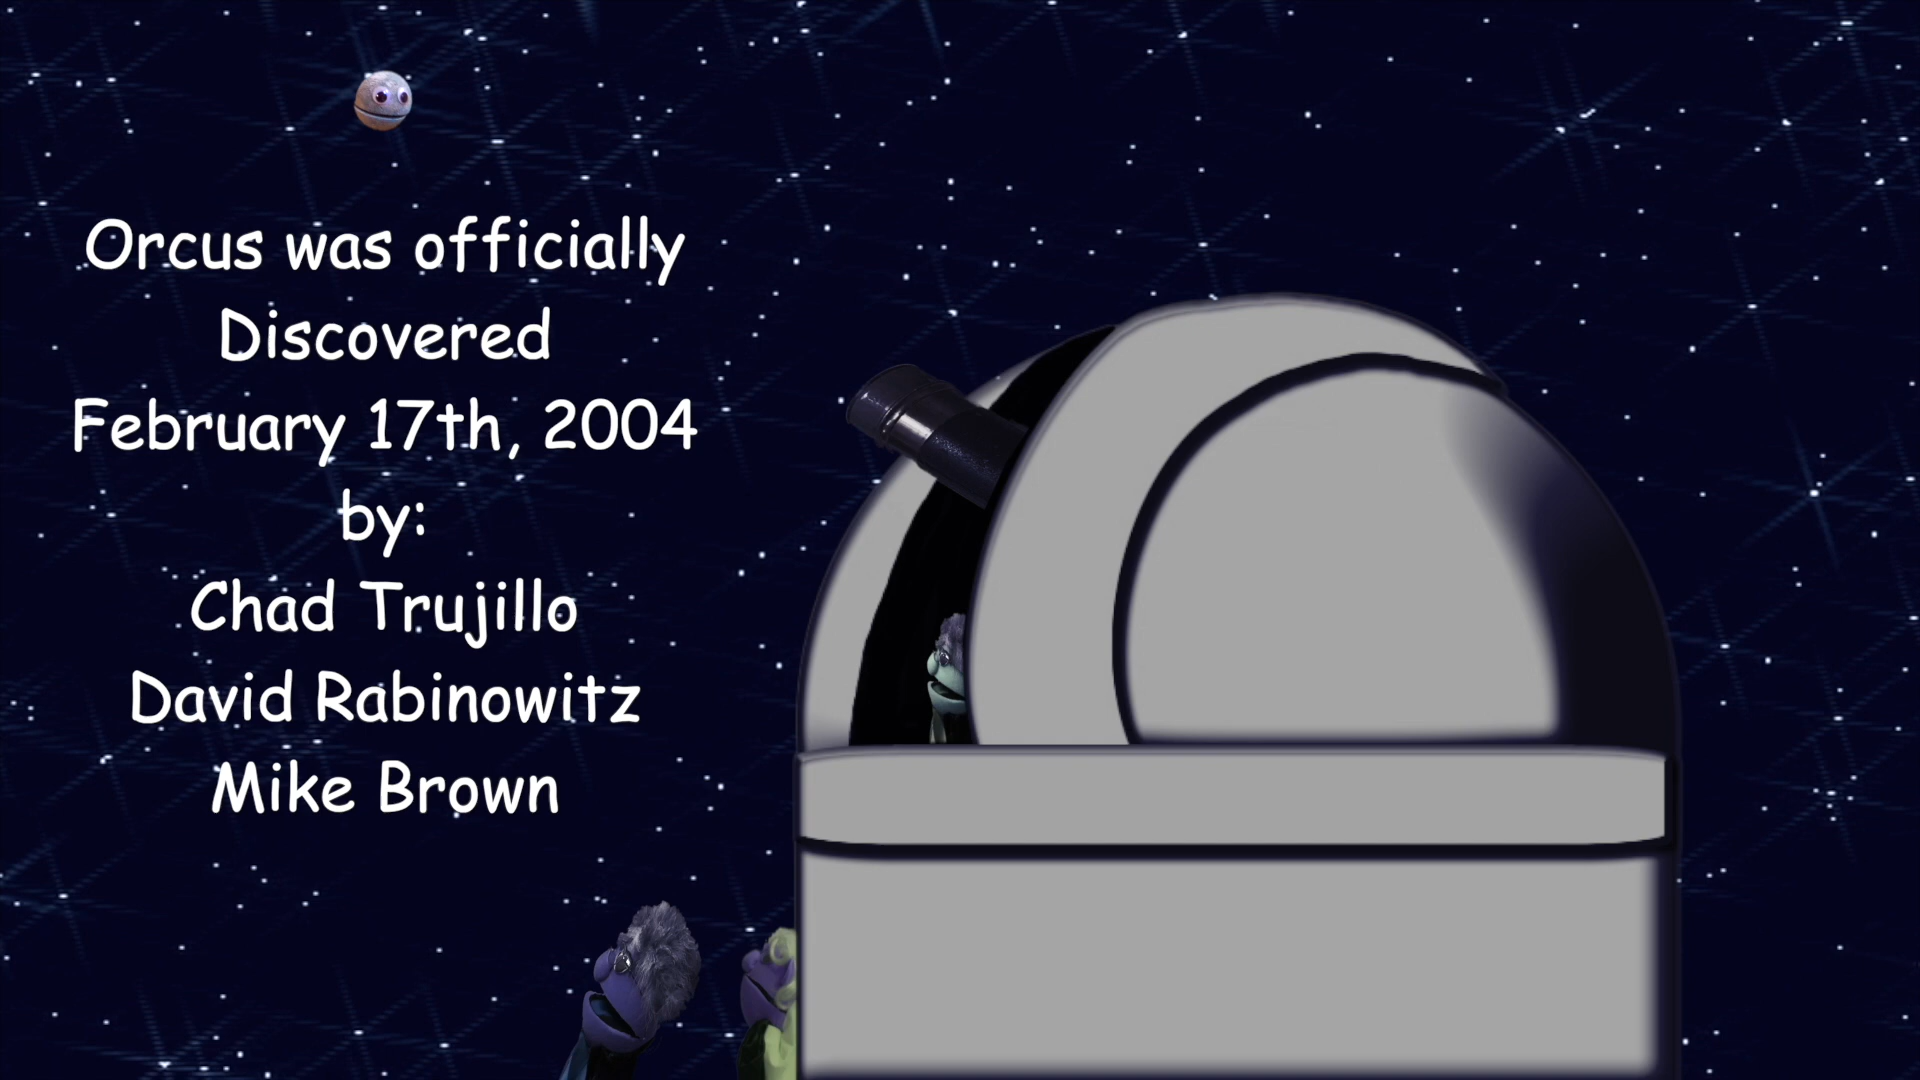 Orcus was officially
Discovered
February 17th, 2004
by:
Chad Trujillo
David Rabinowitz
Mike Brown